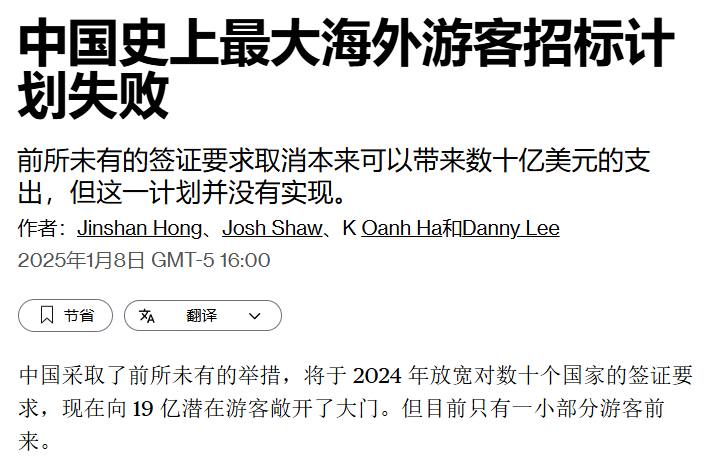 中国史上最大海外游客招标计
划失败
前所未有的签证要求取消本来可以带来数十亿美元的支
出，但这一计划并没有实现。
作者：Jinshan Hong、Josh Shaw、K Oanh Ha和Danny Lee
2025年1月8日 GMT-5 16:00
节省 翻译
中国采取了前所未有的举措，将于 2024 年放宽对数十个国家的签证要
求，现在向 19 亿潜在游客敞开了大门。但目前只有一小部分游客前
来。